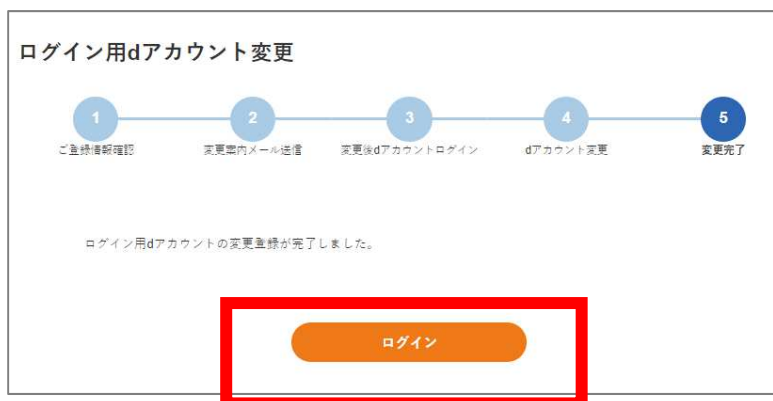 ログイン用dアカウント変更
1
2
3
4
5
ご登録情報確認
変更案内メール送信
変更後dアカウントログイン
dアカウント変更
変更完了
ログイン用dアカウントの変更登録が完了しました。
ログイン